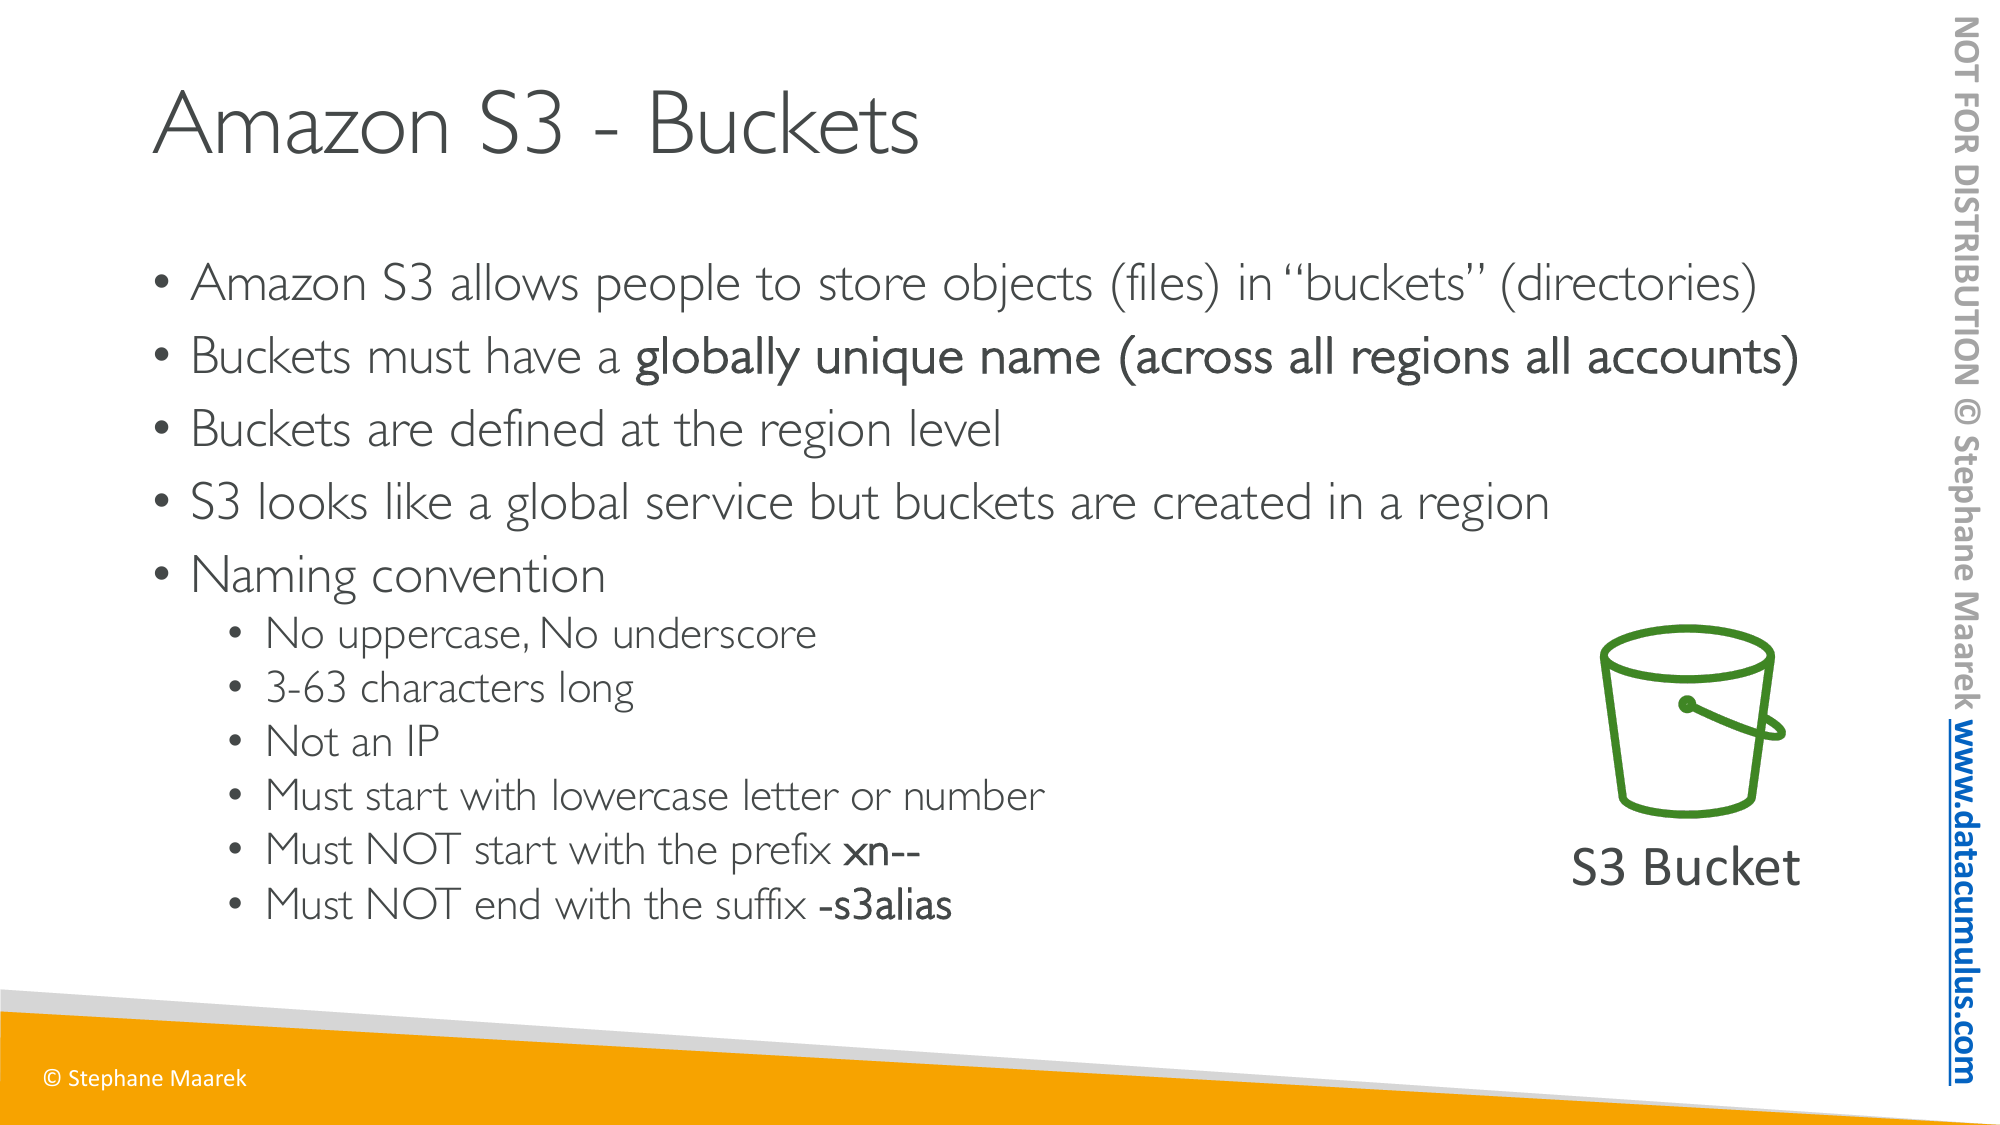 Amazon S3 - Buckets
• Amazon S3 allows people to store objects (files) in “buckets” (directories)
• Buckets must have a globally unique name (across all regions all accounts)
• Buckets are defined at the region level
• S3 looks like a global service but buckets are created in a region
• Naming convention
• No uppercase, No underscore
• 3-63 characters long
• Not an IP
• Must start with lowercase letter or number
• Must NOT start with the prefix xn--
• Must NOT end with the suffix -s3alias
S3 Bucket
© Stephane Maarek
NOT FOR DISTRIBUTION © Stephane Maarek www.datacumulus.com